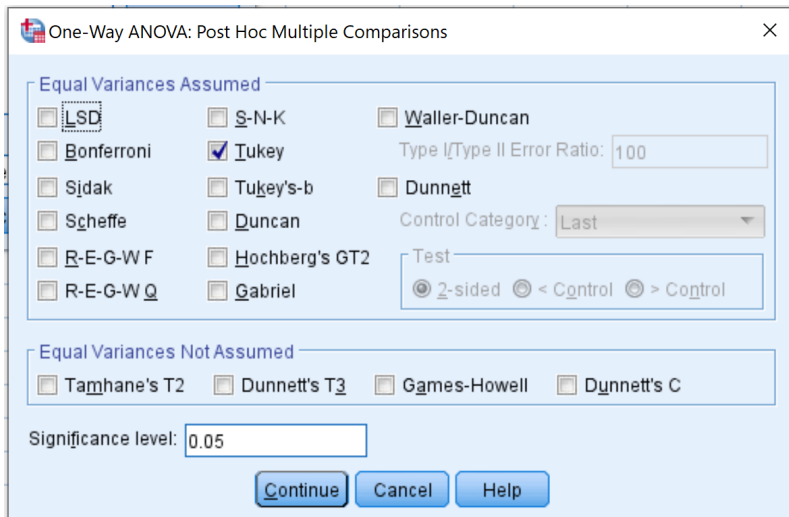 One-Way ANOVA: Post Hoc Multiple Comparisons
Equal Variances Assumed
LSD S-N-K Waller-Duncan
Bonferroni Tukey Type I/Type II Error Ratio: 100
Sidak Tukey's-b Dunnett
Scheffe Duncan Control Category : Last
R-E-G-W F Hochberg's GT2 Test
R-E-G-W Q Gabriel 2-sided < Control > Control
Equal Variances Not Assumed
Tamhane's T2 Dunnett's T3 Games-Howell Dunnett's C
Significance level: 0.05
Continue Cancel Help